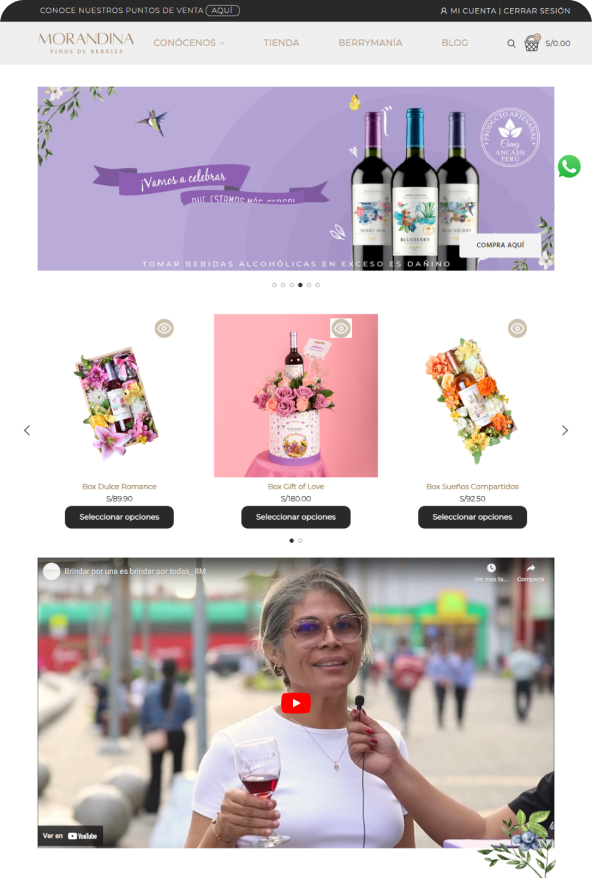 CONOCE NUESTROS PUNTOS DE VENTA AQUÍ
MI CUENTA | CERRAR SESIÓN
MORANDINA
VINOS DE BERRIES
CONÓCENOS
TIENDA
BERRYMANÍA
BLOG
S/0.00
¡Vamos a celebrar
QUE ESTAMOS MÁS CERCA!
PRODUCTO ARTESANAL
Caraz
ANCASH
PERÚ
BLUEBERRY
COMPRA AQUÍ
TOMAR BEBIDAS ALCOHÓLICAS EN EXCESO ES DAÑINO
Box Dulce Romance
S/89.90
Seleccionar opciones
Box Gift of Love
S/180.00
Seleccionar opciones
Box Sueños Compartidos
S/92.50
Seleccionar opciones
Brindar por una es brindar por todas_8M
Ver más ta...
Compartir
Ver en YouTube